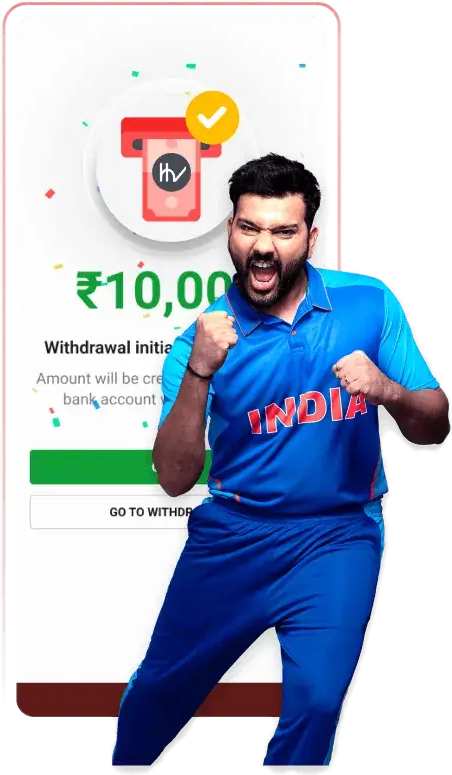 ₹10,00
Withdrawal initia
Amount will be cre
bank account
GO TO WITHDR
INDIA